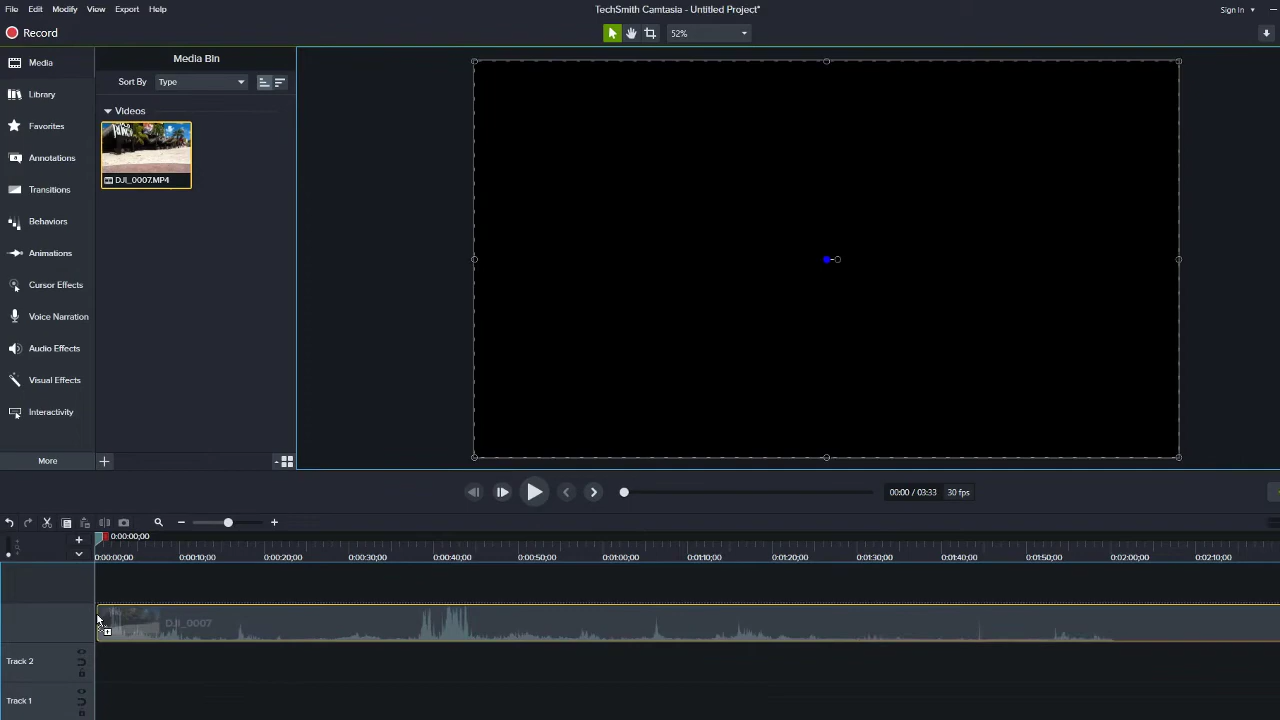 File Edit Modify View Export Help
TechSmith Camtasia - Untitled Project*
Sign In
Record
52%
Media
Library
Favorites
Annotations
Transitions
Behaviors
Animations
Cursor Effects
Voice Narration
Audio Effects
Visual Effects
Interactivity
More
Media Bin
Sort By Type
Videos
DJI_0007.MP4
00:00 / 03:33 30 fps
0:00:00;00
0:00:00;00 0:00:10;00 0:00:20;00 0:00:30;00 0:00:40;00 0:00:50;00 0:01:00;00 0:01:10;00 0:01:20;00 0:01:30;00 0:01:40;00 0:01:50;00 0:02:00;00 0:02:10;00
DJI_0007
Track 2
Track 1